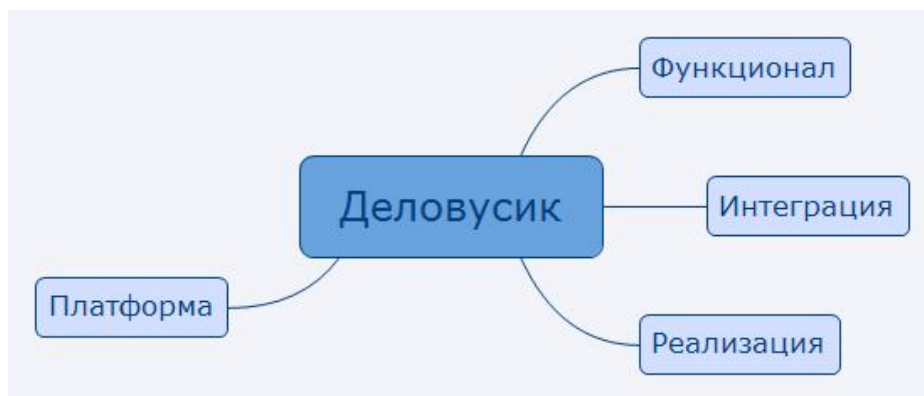 Функционал
Деловусик
Интеграция
Платформа
Реализация